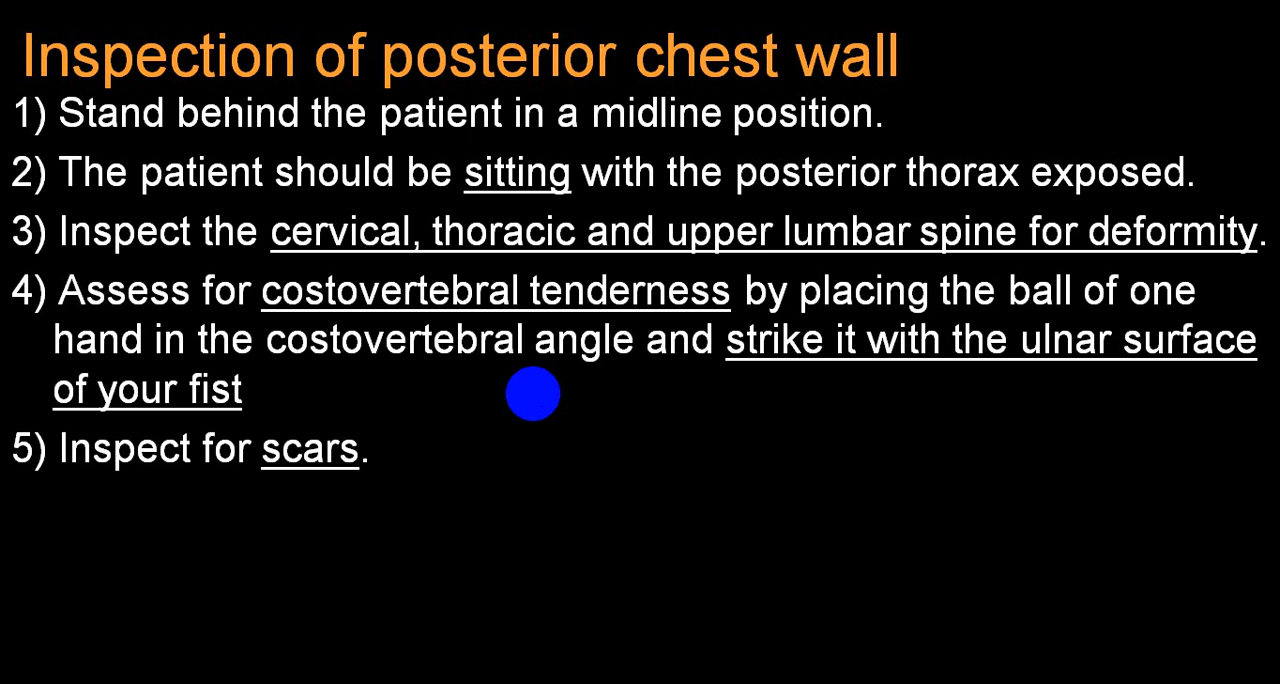 Inspection of posterior chest wall
1) Stand behind the patient in a midline position.
2) The patient should be sitting with the posterior thorax exposed.
3) Inspect the cervical, thoracic and upper lumbar spine for deformity.
4) Assess for costovertebral tenderness by placing the ball of one
hand in the costovertebral angle and strike it with the ulnar surface
of your fist
5) Inspect for scars.